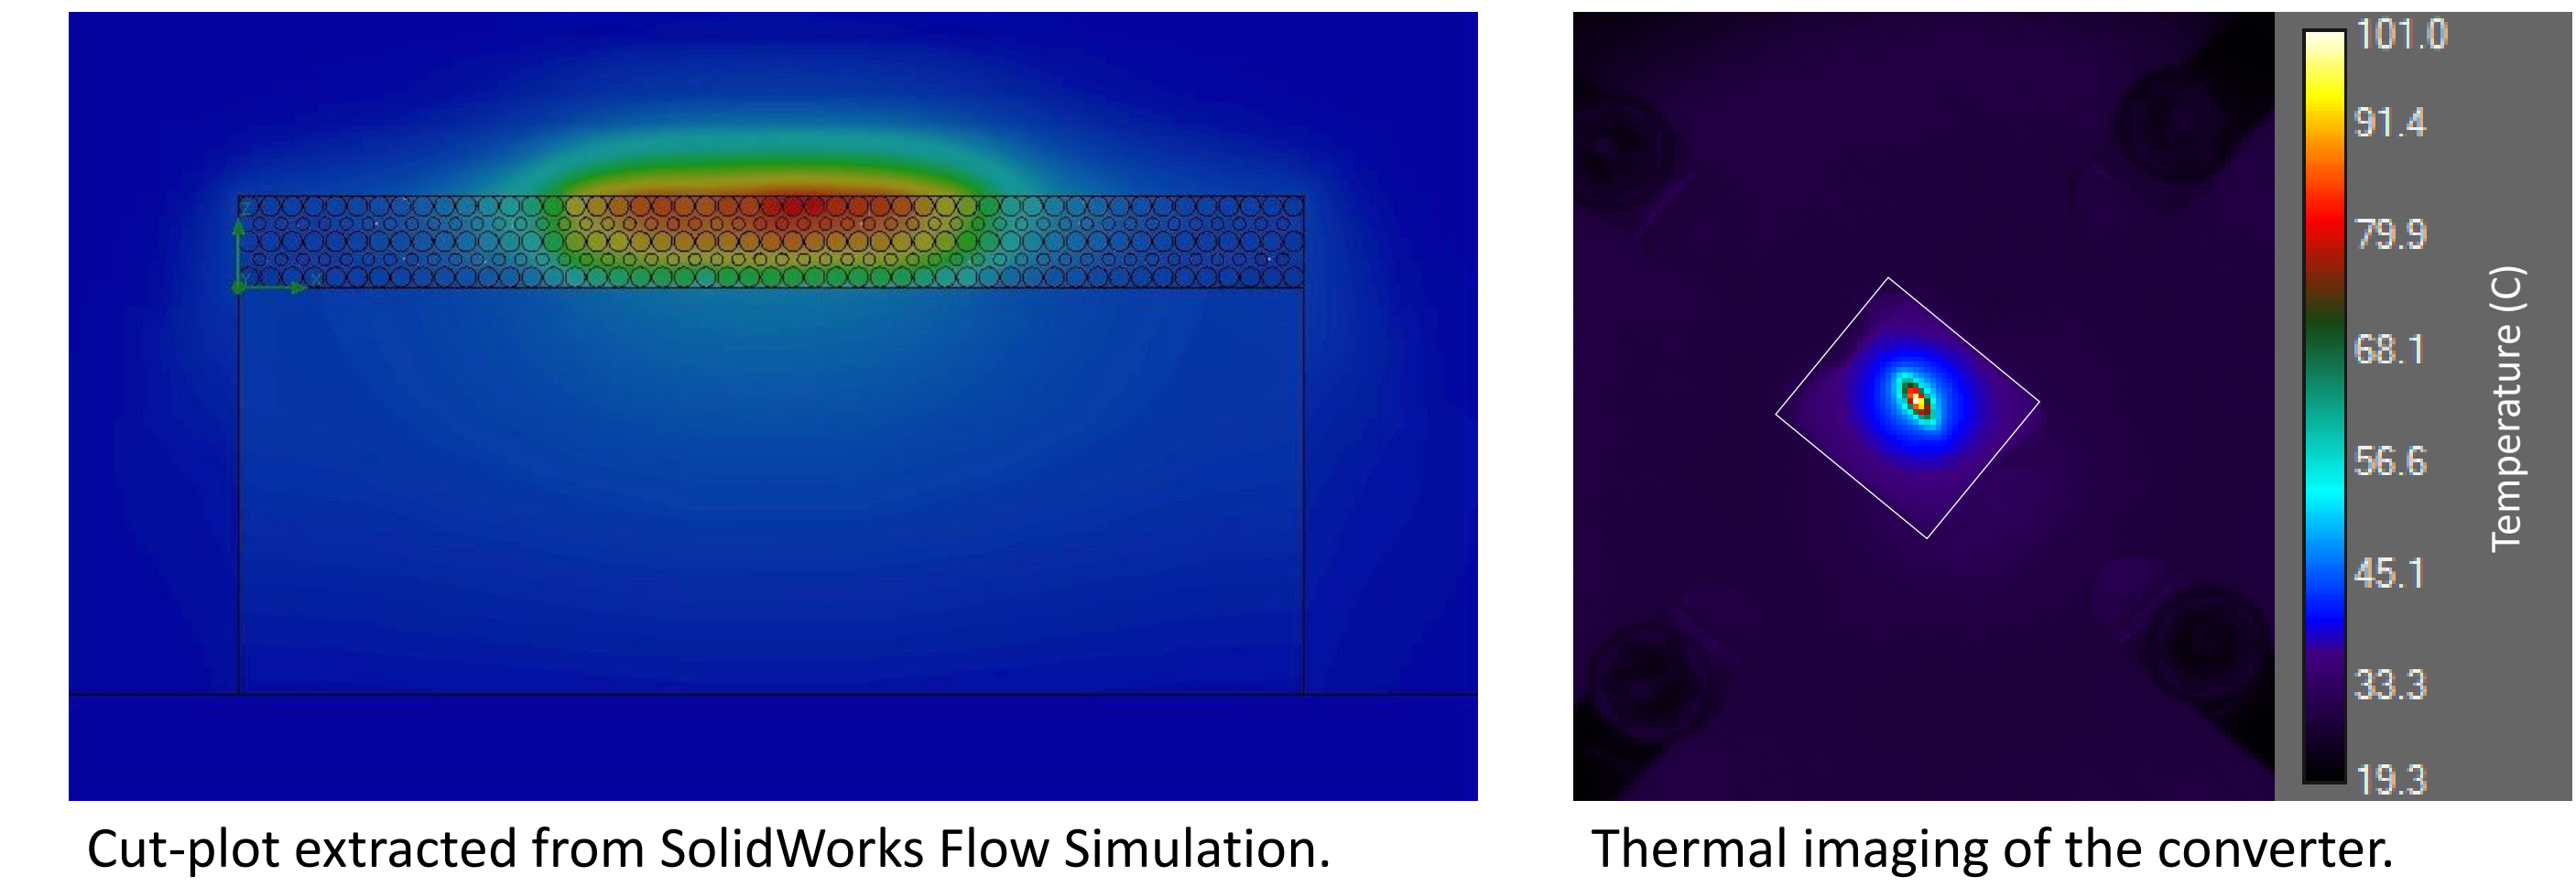 Z
Y
X
101.0
91.4
79.9
68.1
56.6
45.1
33.3
19.3
Temperature (C)
Cut-plot extracted from SolidWorks Flow Simulation.
Thermal imaging of the converter.